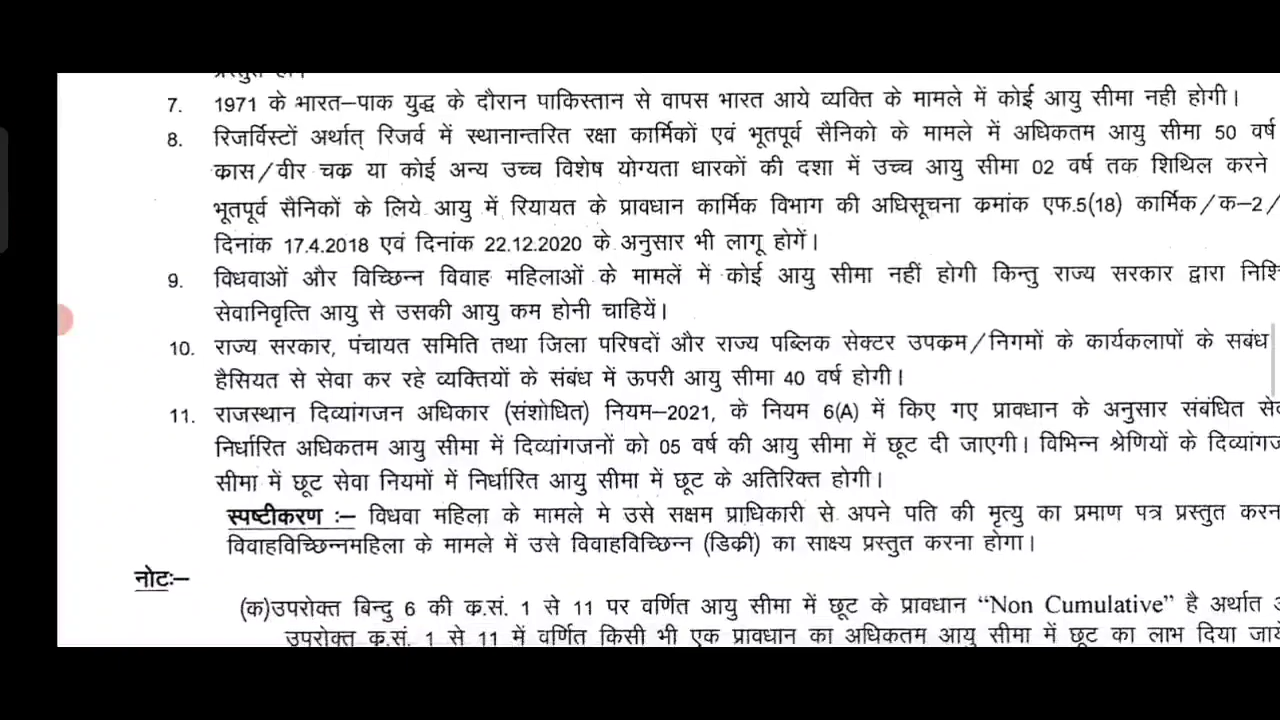 7. 1971 के भारत–पाक युद्ध के दौरान पाकिस्तान से वापस भारत आये व्यक्ति के मामले में कोई आयु सीमा नही होगी।
8. रिजर्विस्टों अर्थात् रिजर्व में स्थानान्तरित रक्षा कार्मिकों एवं भूतपूर्व सैनिको के मामले में अधिकतम आयु सीमा 50 वर्ष
कास/वीर चक्र या कोई अन्य उच्च विशेष योग्यता धारकों की दशा में उच्च आयु सीमा 02 वर्ष तक शिथिल करने
भूतपूर्व सैनिकों के लिये आयु में रियायत के प्रावधान कार्मिक विभाग की अधिसूचना क्रमांक एफ.5(18) कार्मिक/क–2/
दिनांक 17.4.2018 एवं दिनांक 22.12.2020 के अनुसार भी लागू होगें।
9. विधवाओं और विच्छिन्न विवाह महिलाओं के मामलें में कोई आयु सीमा नहीं होगी किन्तु राज्य सरकार द्वारा
सेवानिवृत्ति आयु से उसकी आयु कम होनी चाहियें।
10. राज्य सरकार, पंचायत समिति तथा जिला परिषदों और राज्य पब्लिक सेक्टर उपक्रम/निगमों के कार्यकलापों के सबंध
हैसियत से सेवा कर रहे व्यक्तियों के संबंध में ऊपरी आयु सीमा 40 वर्ष होगी।
11. राजस्थान दिव्यांगजन अधिकार (संशोधित) नियम–2021, के नियम 6(A) में किए गए प्रावधान के अनुसार संबंधित
निर्धारित अधिकतम आयु सीमा में दिव्यांगजनों को 05 वर्ष की आयु सीमा में छूट दी जाएगी। विभिन्न श्रेणियों के
सीमा में छूट सेवा नियमों में निर्धारित आयु सीमा में छूट के अतिरिक्त होगी।
स्पष्टीकरण :– विधवा महिला के मामले मे उसे सक्षम प्राधिकारी से अपने पति की मृत्यु का प्रमाण पत्र प्रस्तुत
विवाहविच्छिन्नमहिला के मामले में उसे विवाहविच्छिन्न (डिक्री) का साक्ष्य प्रस्तुत करना होगा।
नोटः–
(क)उपरोक्त बिन्दु 6 की क्र.सं. 1 से 11 पर वर्णित आयु सीमा में छूट के प्रावधान “Non Cumulative” है अर्थात
उपरोक्त क्र.सं. 1 से 11 में वर्णित किसी भी एक प्रावधान का अधिकतम आयु सीमा में छूट का लाभ दिया